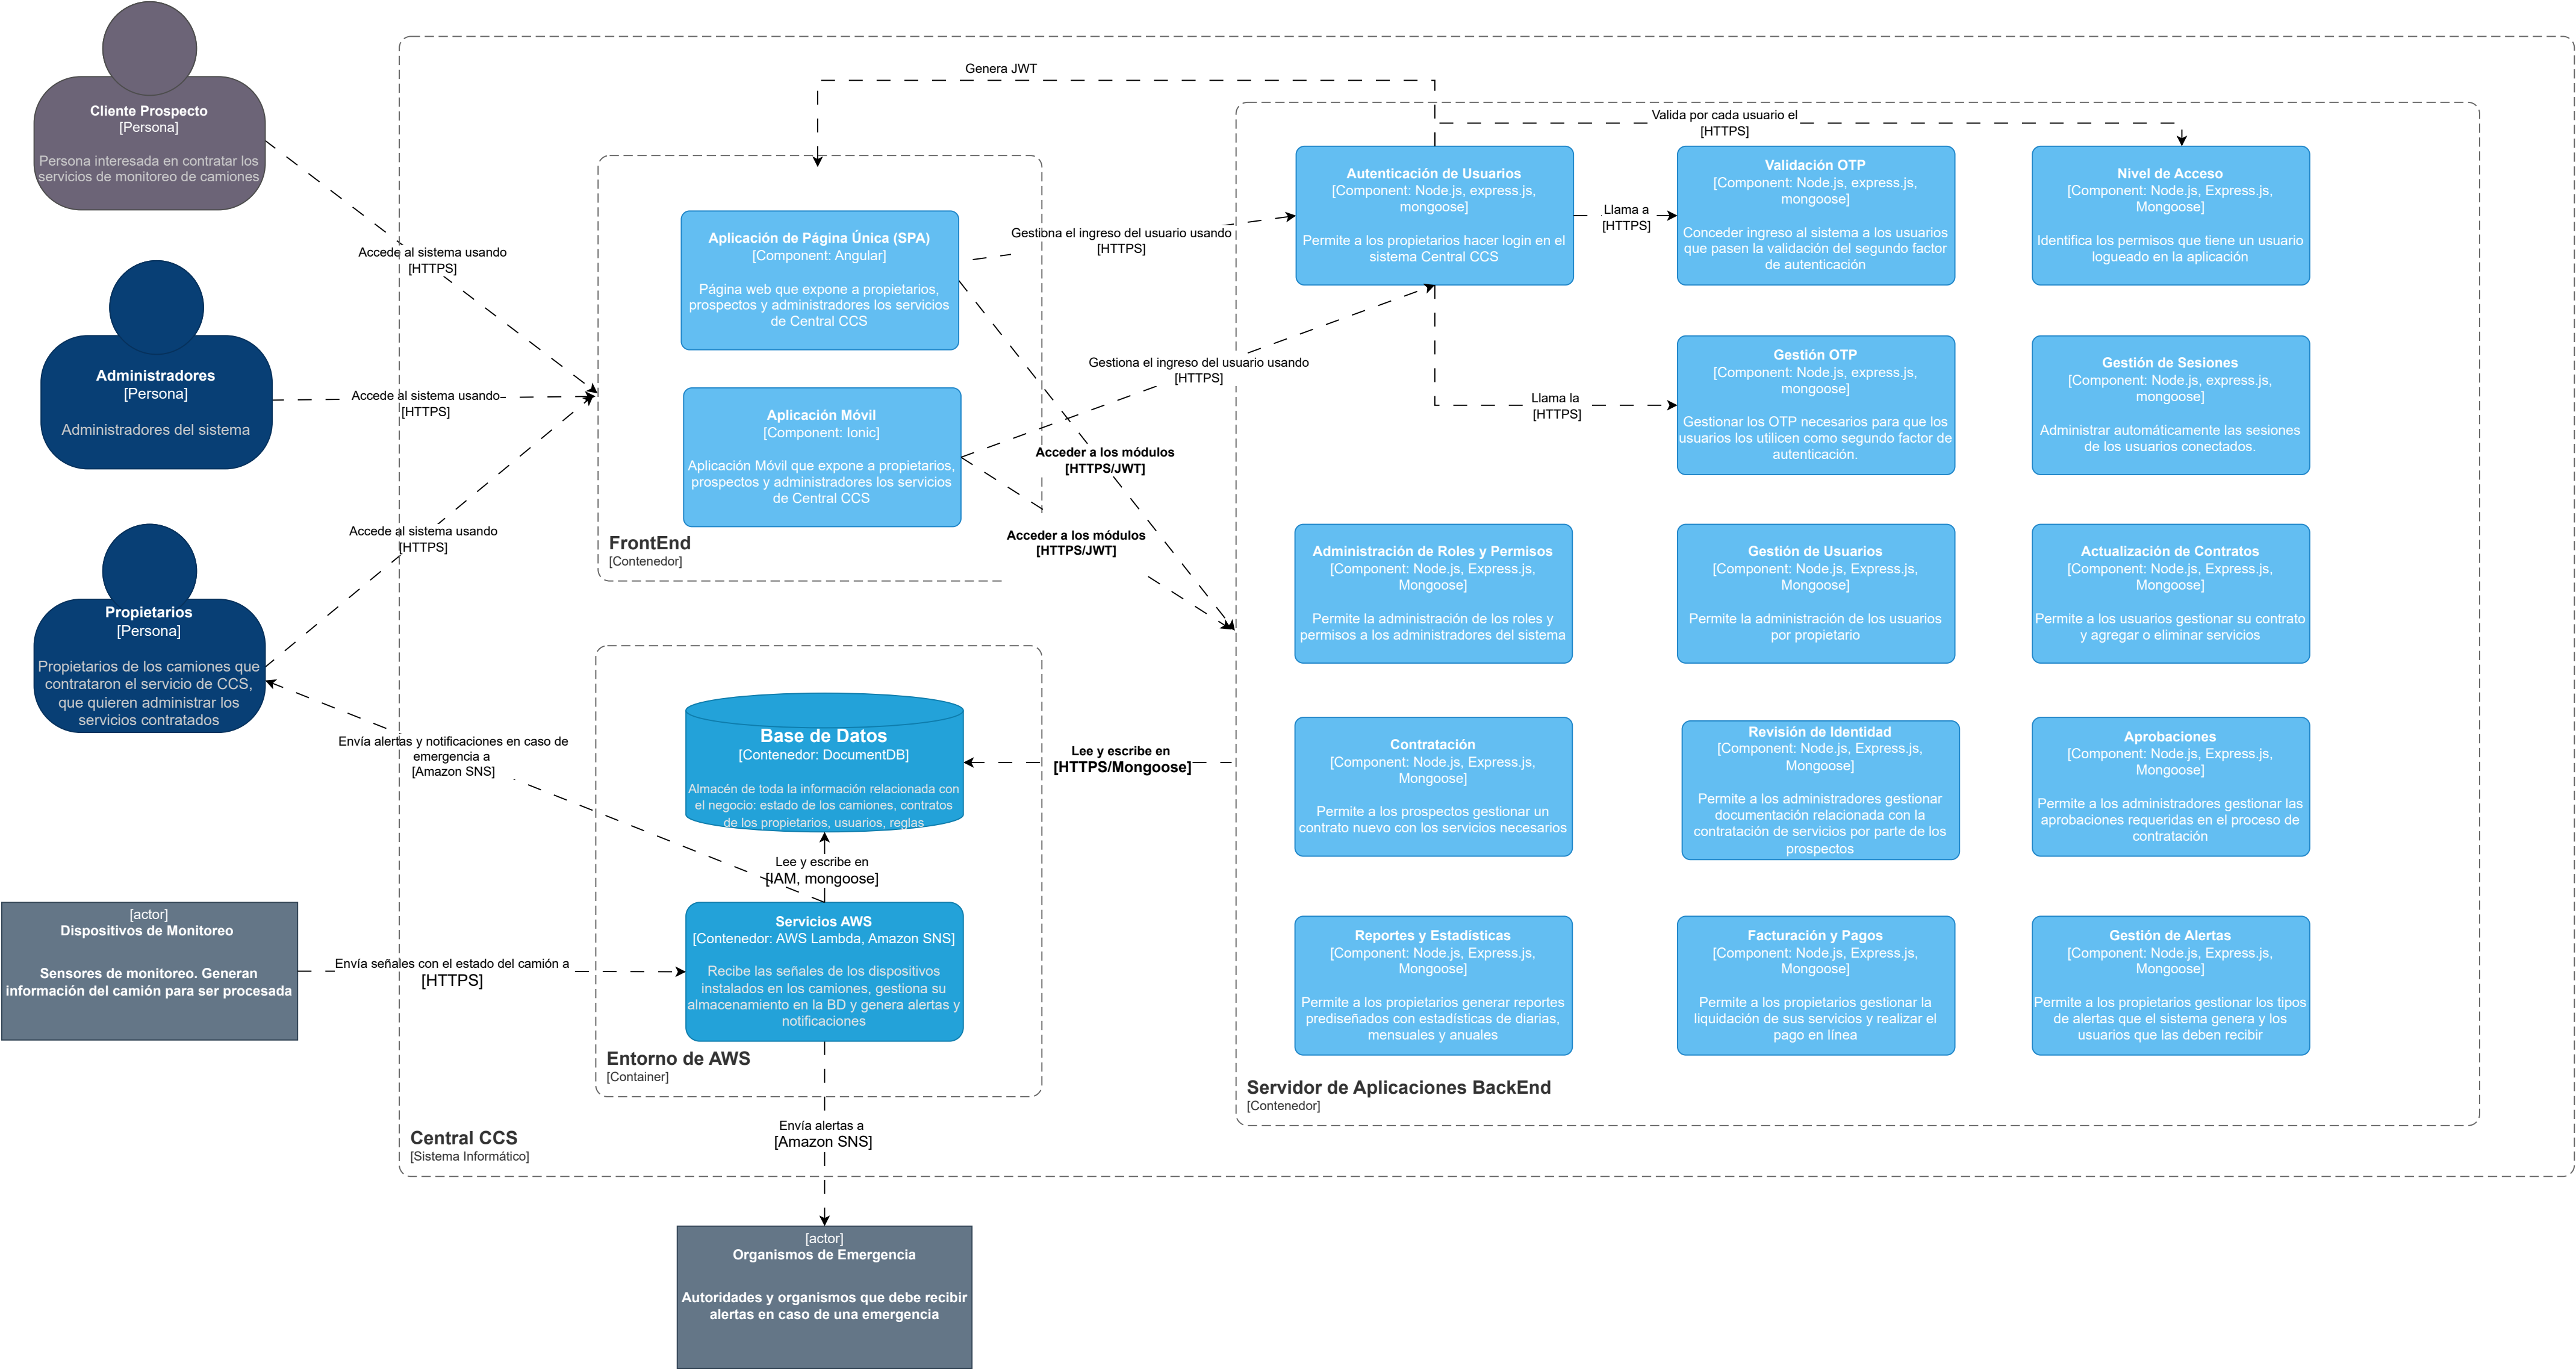 Cliente Prospecto
[Persona]
Persona interesada en contratar los
servicios de monitoreo de camiones
Administradores
[Persona]
Administradores del sistema
Propietarios
[Persona]
Propietarios de los camiones que
contrataron el servicio de CCS,
que quieren administrar los
servicios contratados
[actor]
Dispositivos de Monitoreo
Sensores de monitoreo. Generan
información del camión para ser procesada
Accede al sistema usando
[HTTPS]
Accede al sistema usando
[HTTPS]
Accede al sistema usando
[HTTPS]
Envía alertas y notificaciones en caso de
emergencia a
[Amazon SNS]
Envía señales con el estado del camión a
[HTTPS]
Genera JWT
Aplicación de Página Única (SPA)
[Component: Angular]
Página web que expone a propietarios,
prospectos y administradores los servicios
de Central CCS
Aplicación Móvil
[Component: Ionic]
Aplicación Móvil que expone a propietarios,
prospectos y administradores los servicios
de Central CCS
FrontEnd
[Contenedor]
Gestiona el ingreso del usuario usando
[HTTPS]
Gestiona el ingreso del usuario usando
[HTTPS]
Acceder a los módulos
[HTTPS/JWT]
Acceder a los módulos
[HTTPS/JWT]
Base de Datos
[Contenedor: DocumentDB]
Almacén de toda la información relacionada con
el negocio: estado de los camiones, contratos
de los propietarios, usuarios, reglas
Lee y escribe en
[HTTPS/Mongoose]
Lee y escribe en
[IAM, mongoose]
Servicios AWS
[Contenedor: AWS Lambda, Amazon SNS]
Recibe las señales de los dispositivos
instalados en los camiones, gestiona su
almacenamiento en la BD y genera alertas y
notificaciones
Entorno de AWS
[Container]
Envía alertas a
[Amazon SNS]
Central CCS
[Sistema Informático]
[actor]
Organismos de Emergencia
Autoridades y organismos que debe recibir
alertas en caso de una emergencia
Valida por cada usuario el
[HTTPS]
Autenticación de Usuarios
[Component: Node.js, express.js,
mongoose]
Permite a los propietarios hacer login en el
sistema Central CCS
Llama a
[HTTPS]
Validación OTP
[Component: Node.js, express.js,
mongoose]
Conceder ingreso al sistema a los usuarios
que pasen la validación del segundo factor
de autenticación
Nivel de Acceso
[Component: Node.js, Express.js,
Mongoose]
Identifica los permisos que tiene un usuario
logueado en la aplicación
Llama la
[HTTPS]
Gestión OTP
[Component: Node.js, express.js,
mongoose]
Gestionar los OTP necesarios para que los
usuarios los utilicen como segundo factor de
autenticación.
Gestión de Sesiones
[Component: Node.js, express.js,
mongoose]
Administrar automáticamente las sesiones
de los usuarios conectados.
Administración de Roles y Permisos
[Component: Node.js, Express.js,
Mongoose]
Permite la administración de los roles y
permisos a los administradores del sistema
Gestión de Usuarios
[Component: Node.js, Express.js,
Mongoose]
Permite la administración de los usuarios
por propietario
Actualización de Contratos
[Component: Node.js, Express.js,
Mongoose]
Permite a los usuarios gestionar su contrato
y agregar o eliminar servicios
Contratación
[Component: Node.js, Express.js,
Mongoose]
Permite a los prospectos gestionar un
contrato nuevo con los servicios necesarios
Revisión de Identidad
[Component: Node.js, Express.js,
Mongoose]
Permite a los administradores gestionar
documentación relacionada con la
contratación de servicios por parte de los
prospectos
Aprobaciones
[Component: Node.js, Express.js,
Mongoose]
Permite a los administradores gestionar las
aprobaciones requeridas en el proceso de
contratación
Reportes y Estadísticas
[Component: Node.js, Express.js,
Mongoose]
Permite a los propietarios generar reportes
prediseñados con estadísticas de diarias,
mensuales y anuales
Facturación y Pagos
[Component: Node.js, Express.js,
Mongoose]
Permite a los propietarios gestionar la
liquidación de sus servicios y realizar el
pago en línea
Gestión de Alertas
[Component: Node.js, Express.js,
Mongoose]
Permite a los propietarios gestionar los tipos
de alertas que el sistema genera y los
usuarios que las deben recibir
Servidor de Aplicaciones BackEnd
[Contenedor]